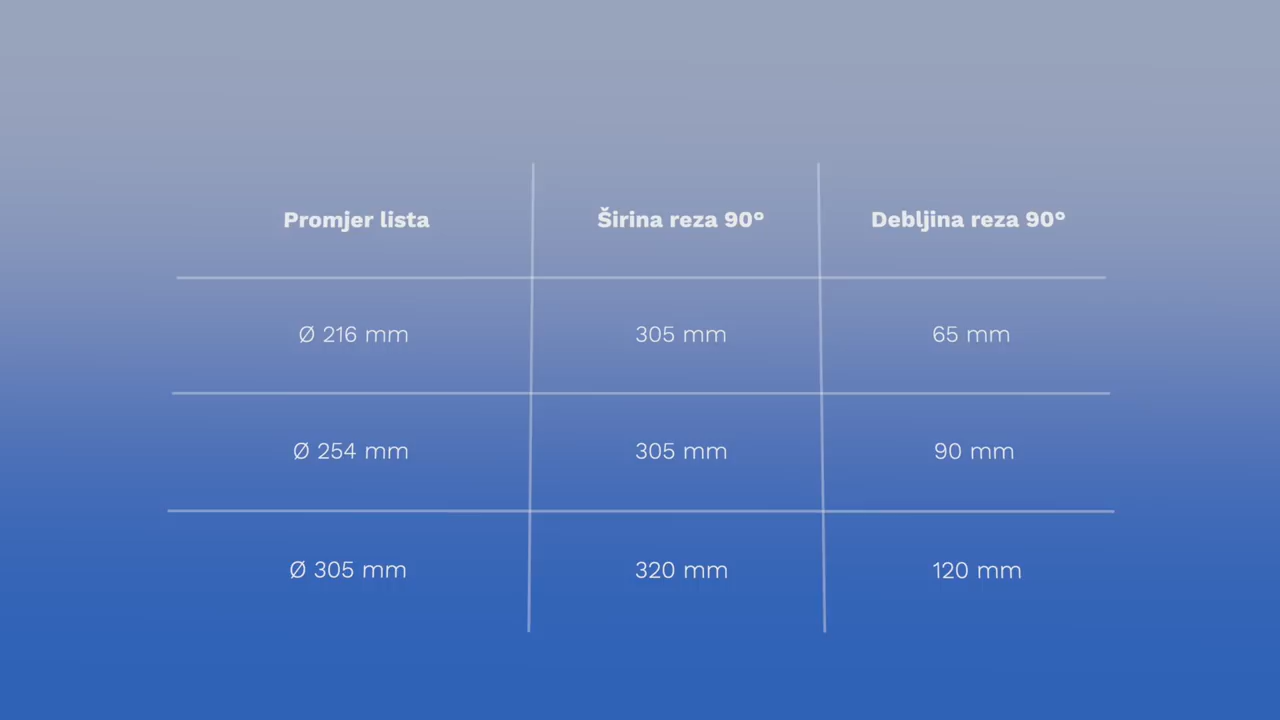 Promjer lista Širina reza 90° Debljina reza 90°
Ø 216 mm 305 mm 65 mm
Ø 254 mm 305 mm 90 mm
Ø 305 mm 320 mm 120 mm